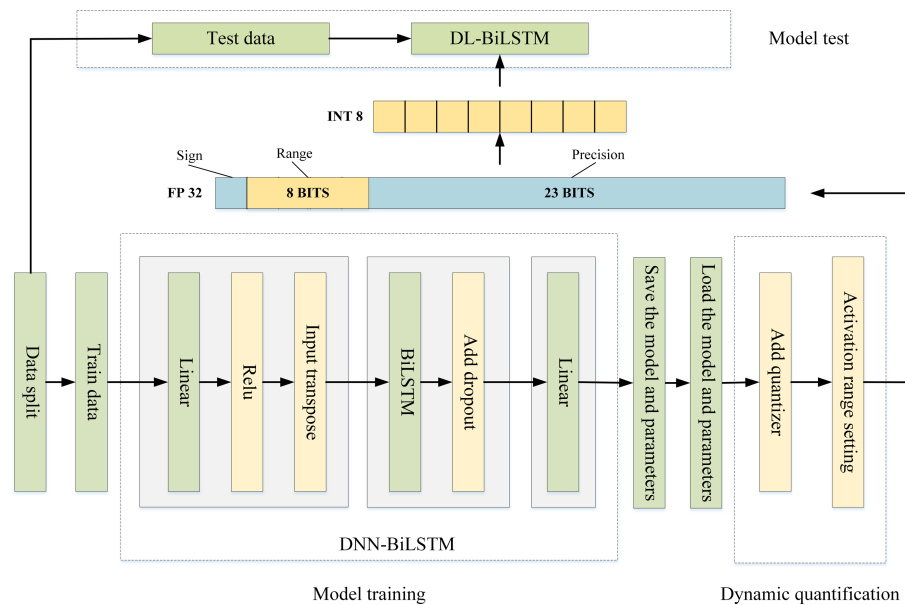 Test data
DL-BiLSTM
Model test
INT 8
Sign
Range
Precision
FP 32
8 BITS
23 BITS
Data split
Train data
Linear
Relu
Input transpose
BiLSTM
Add dropout
Linear
Save the model and parameters
Load the model and parameters
Add quantizer
Activation range setting
DNN-BiLSTM
Model training
Dynamic quantification